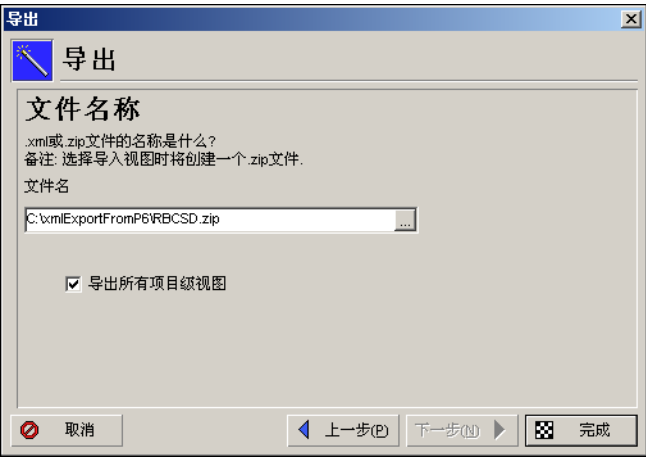 导出
导出
文件名称
.xml或.zip文件的名称是什么?
备注: 选择导入视图时将创建一个.zip文件.
文件名
C:\xmlExportFromP6\RBCSD.zip
...
导出所有项目级视图
取消
上一步(P)
下一步(N)
完成